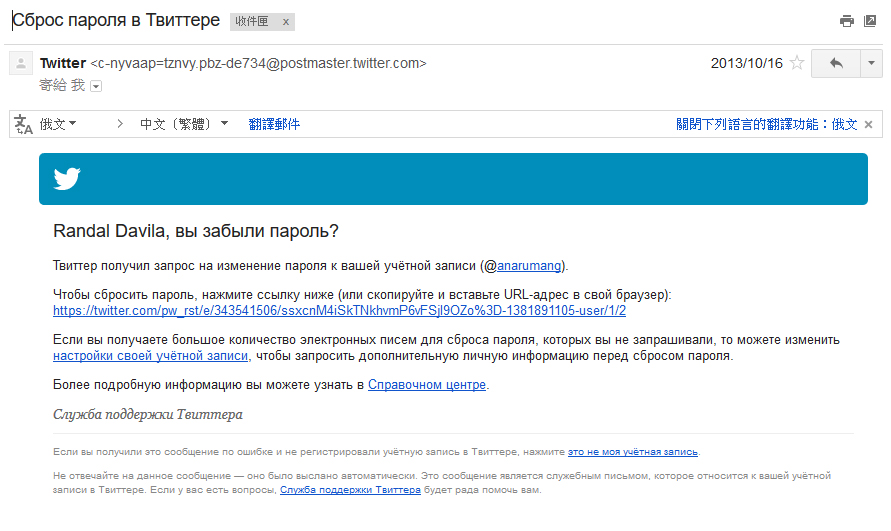 Сброс пароля в Твиттере 收件匣 x
Twitter <c-nyvaap=tznvy.pbz-de734@postmaster.twitter.com> 2013/10/16
寄給 我
文A 俄文 > 中文（繁體） 翻譯郵件 關閉下列語言的翻譯功能：俄文 ×
Randal Davila, вы забыли пароль?
Твиттер получил запрос на изменение пароля к вашей учётной записи (@anarumang).
Чтобы сбросить пароль, нажмите ссылку ниже (или скопируйте и вставьте URL-адрес в свой браузер):
https://twitter.com/pw_rst/e/343541506/ssxcnM4iSkTNkhvmP6vFSjI9OZo%3D-1381891105-user/1/2
Если вы получаете большое количество электронных писем для сброса пароля, которых вы не запрашивали, то можете изменить
настройки своей учётной записи, чтобы запросить дополнительную личную информацию перед сбросом пароля.
Более подробную информацию вы можете узнать в Справочном центре.
Служба поддержки Твиттера
Если вы получили это сообщение по ошибке и не регистрировали учётную запись в Твиттере, нажмите это не моя учётная запись.
Не отвечайте на данное сообщение — оно было выслано автоматически. Это сообщение является служебным письмом, которое относится к вашей учётной
записи в Твиттере. Если у вас есть вопросы, Служба поддержки Твиттера будет рада помочь вам.